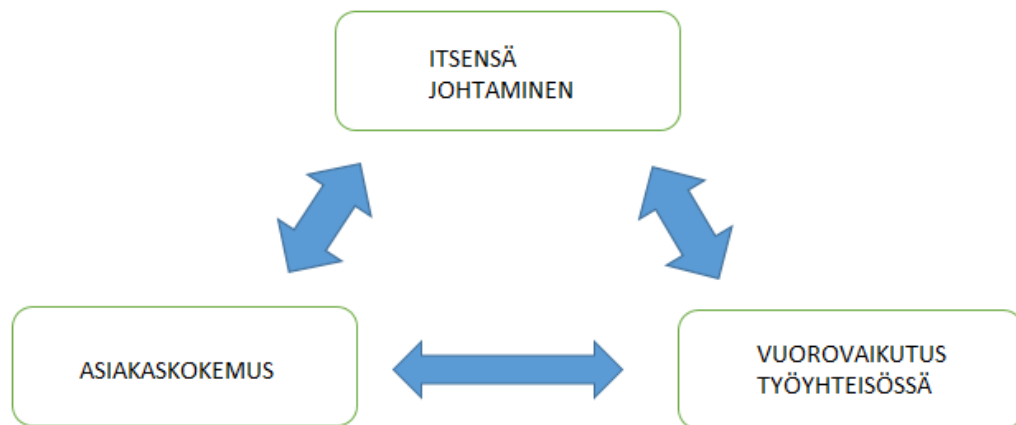 ITSENSÄ
JOHTAMINEN
ASIAKASKOKEMUS
VUOROVAIKUTUS
TYÖYHTEISÖSSÄ